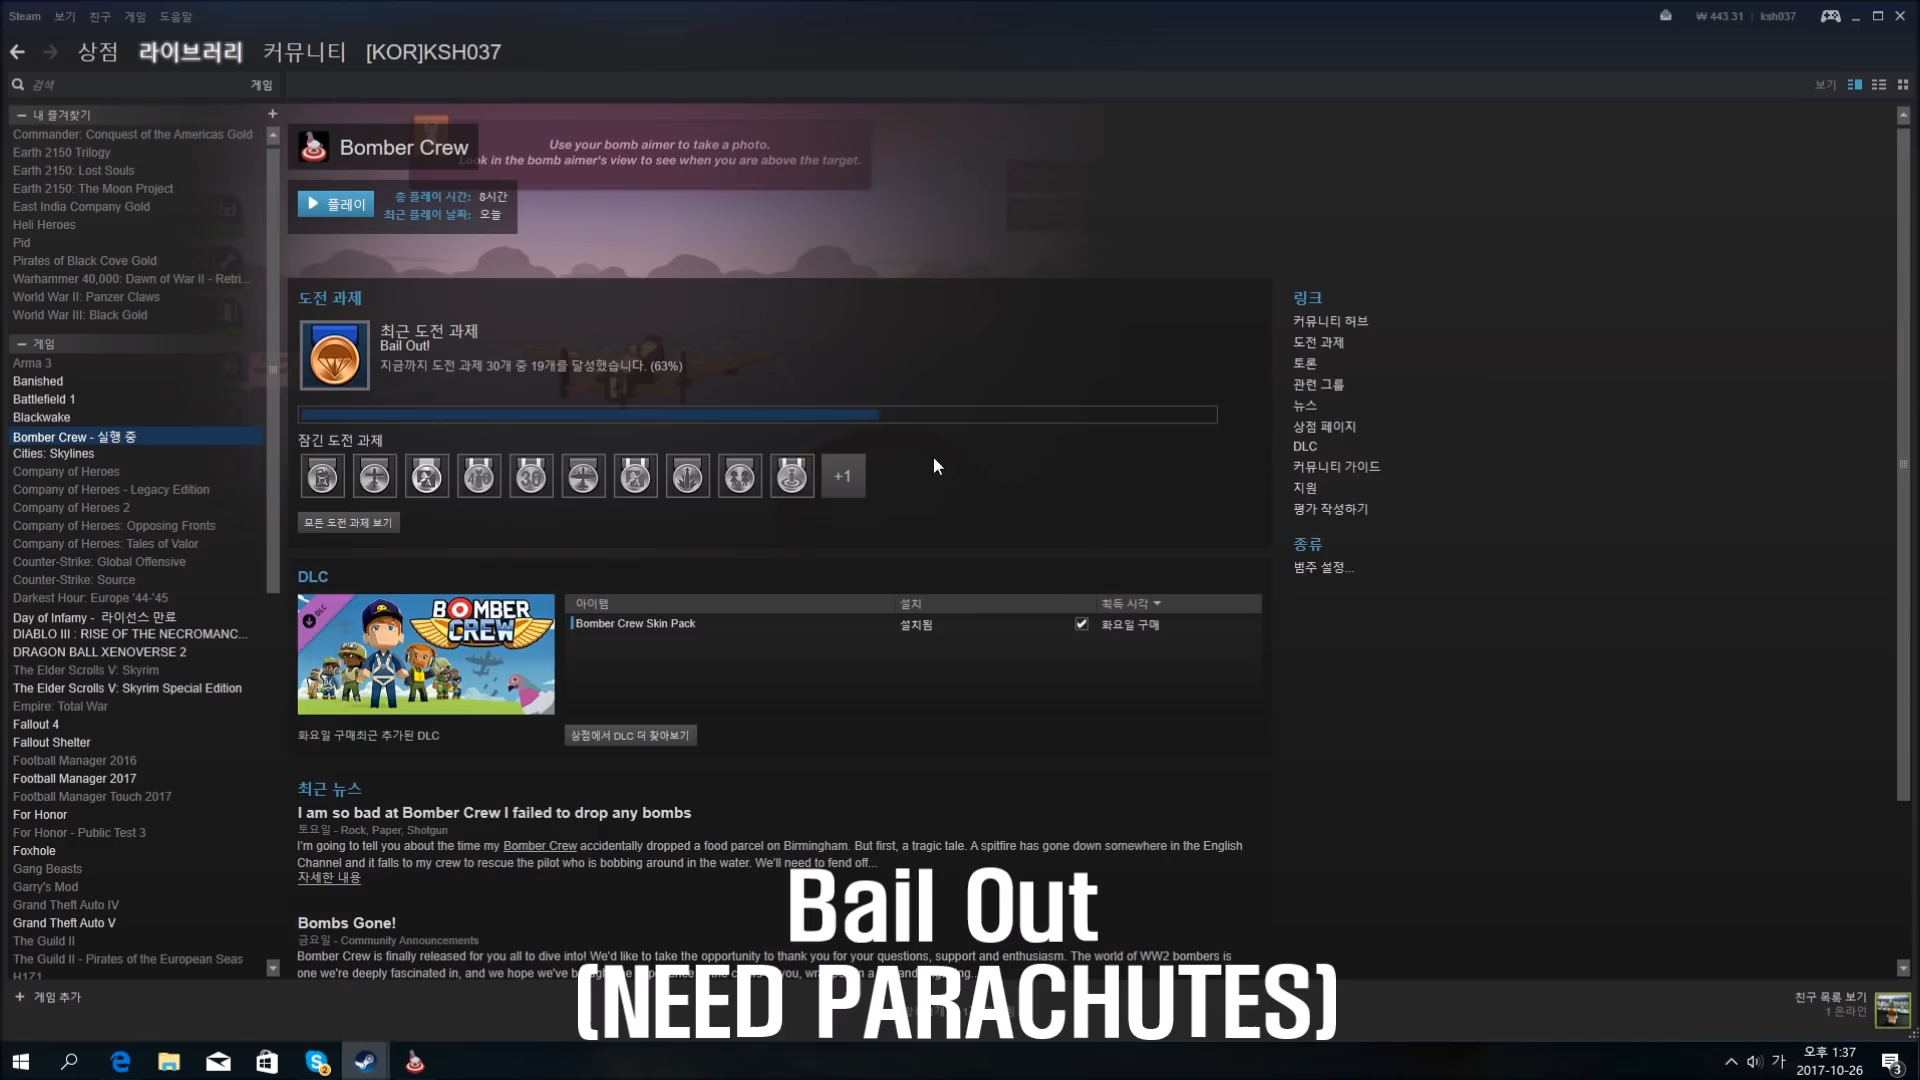 Steam 보기 친구 게임 도움말
₩ 443.31 ksh037
상점 라이브러리 커뮤니티 [KOR]KSH037
검색 게임
보기
내 즐겨찾기
Commander: Conquest of the Americas Gold
Earth 2150 Trilogy
Earth 2150: Lost Souls
Earth 2150: The Moon Project
East India Company Gold
Heli Heroes
Pid
Pirates of Black Cove Gold
Warhammer 40,000: Dawn of War II - Retri...
World War II: Panzer Claws
World War III: Black Gold
게임
Arma 3
Banished
Battlefield 1
Blackwake
Bomber Crew - 실행 중
Cities: Skylines
Company of Heroes
Company of Heroes - Legacy Edition
Company of Heroes 2
Company of Heroes: Opposing Fronts
Company of Heroes: Tales of Valor
Counter-Strike: Global Offensive
Counter-Strike: Source
Darkest Hour: Europe '44-'45
Day of Infamy - 라이선스 만료
DIABLO III : RISE OF THE NECROMANC...
DRAGON BALL XENOVERSE 2
The Elder Scrolls V: Skyrim
The Elder Scrolls V: Skyrim Special Edition
Empire: Total War
Fallout 4
Fallout Shelter
Football Manager 2016
Football Manager 2017
Football Manager Touch 2017
For Honor
For Honor - Public Test 3
Foxhole
Gang Beasts
Garry's Mod
Grand Theft Auto IV
Grand Theft Auto V
The Guild II
The Guild II - Pirates of the European Seas
H1Z1
+ 게임 추가
Bomber Crew
Use your bomb aimer to take a photo.
Look in the bomb aimer's view to see when you are above the target.
플레이
총 플레이 시간: 8시간
최근 플레이 날짜: 오늘
도전 과제
최근 도전 과제
Bail Out!
지금까지 도전 과제 30개 중 19개를 달성했습니다. (63%)
잠긴 도전 과제
+1
모든 도전 과제 보기
DLC
DLC
BOMBER CREW
아이템 설치 획득 시각
Bomber Crew Skin Pack 설치됨 화요일 구매
화요일 구매최근 추가된 DLC
상점에서 DLC 더 찾아보기
최근 뉴스
I am so bad at Bomber Crew I failed to drop any bombs
토요일 - Rock, Paper, Shotgun
I'm going to tell you about the time my Bomber Crew accidentally dropped a food parcel on Birmingham. But first, a tragic tale. A spitfire has gone down somewhere in the English
Channel and it falls to my crew to rescue the pilot who is bobbing around in the water. We'll need to fend off...
자세한 내용
Bombs Gone!
금요일 - Community Announcements
Bomber Crew is finally released for you all to dive into! We'd like to take the opportunity to thank you for your questions, support and enthusiasm. The world of WW2 bombers is
one we're deeply fascinated in, and we hope we've
링크
커뮤니티 허브
도전 과제
토론
관련 그룹
뉴스
상점 페이지
DLC
커뮤니티 가이드
지원
평가 작성하기
종류
범주 설정...
Bail Out
(NEED PARACHUTES)
친구 목록 보기
1 온라인
2
가
오후 1:37
2017-10-26
3